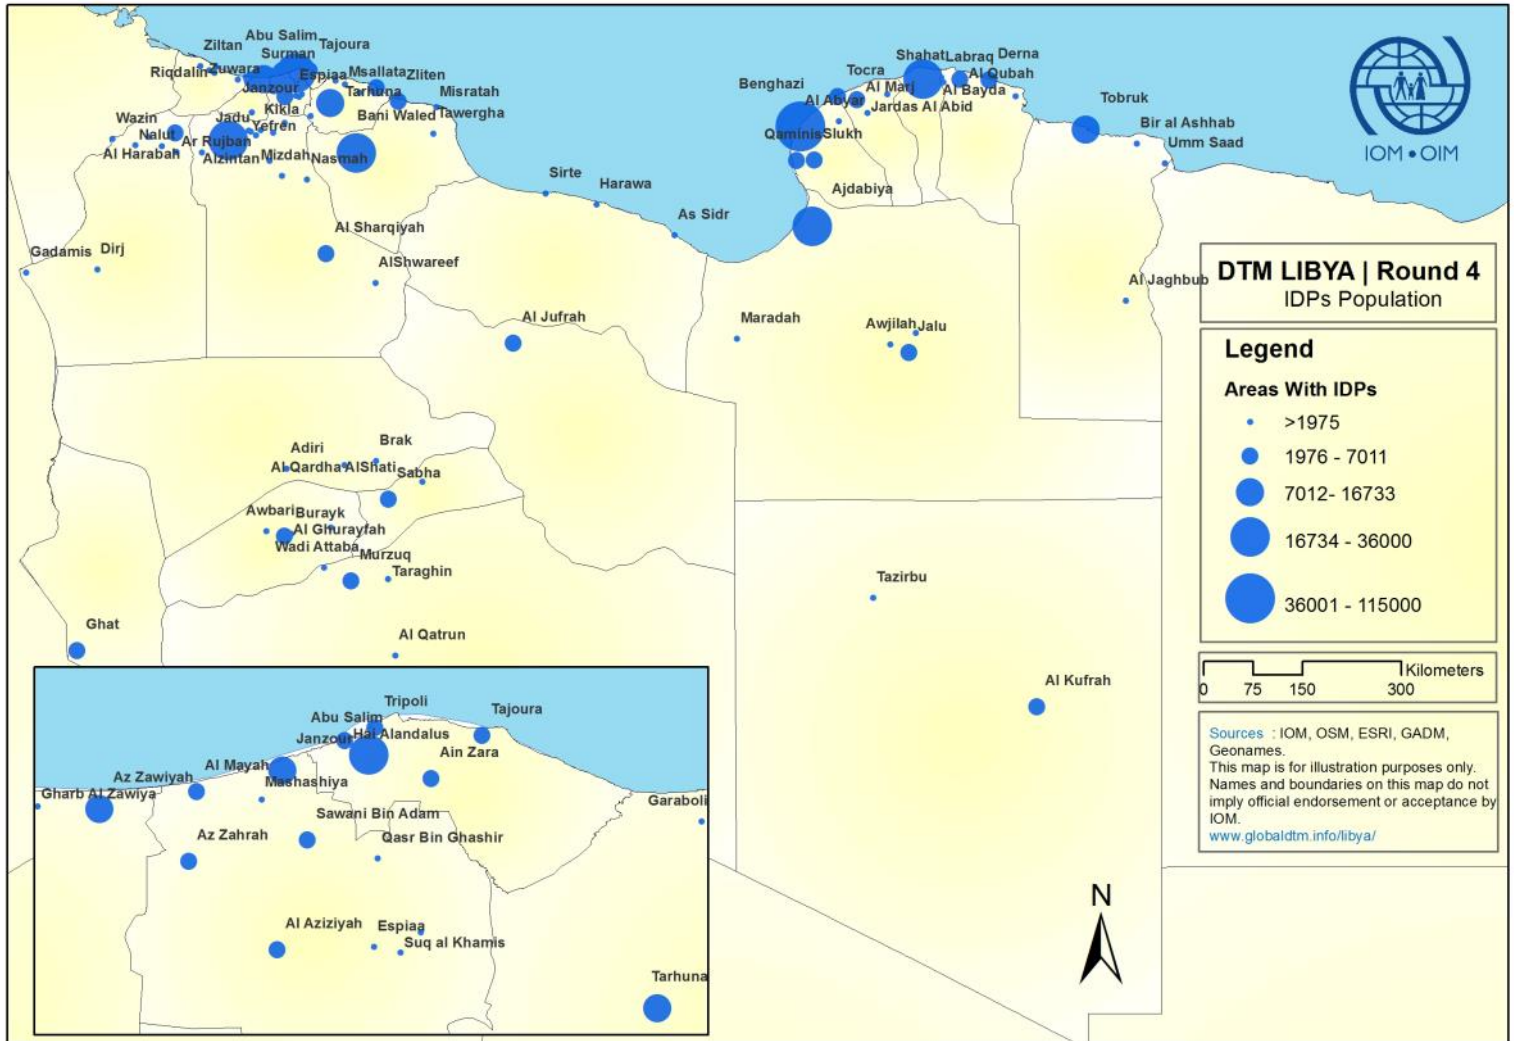 Ziltan
Abu Salim
Surman
Tajoura
Riqdalin
Zuwara
Espiaa
Msallata
Zliten
Janzour
Tarhuna
Misratah
Kikla
Bani Waled
Tawergha
Wazin
Jadu
Yefren
Nalut
Ar Rujban
Al Harabah
Alzintan
Mizdah
Nasmah
Gadamis
Dirj
Al Sharqiyah
AlShwareef
Sirte
Harawa
As Sidr
Benghazi
Tocra
Shahat
Labraq
Derna
Al Marj
Al Qubah
Al Abyar
Al Bayda
Jardas Al Abid
Qaminis
Slukh
Tobruk
Bir al Ashhab
Umm Saad
Ajdabiya
Al Jaghbub
Al Jufrah
Maradah
Awjilah
Jalu
Adiri
Brak
Al Qardha AlShati
Sabha
Awbari
Burayk
Al Ghurayfah
Wadi Attaba
Murzuq
Taraghin
Ghat
Al Qatrun
Tazirbu
Al Kufrah
IOM • OIM
DTM LIBYA | Round 4
IDPs Population
Legend
Areas With IDPs
>1975
1976 - 7011
7012- 16733
16734 - 36000
36001 - 115000
Kilometers
0 75 150 300
Sources : IOM, OSM, ESRI, GADM,
Geonames.
This map is for illustration purposes only.
Names and boundaries on this map do not
imply official endorsement or acceptance by
IOM.
www.globaldtm.info/libya/
N
Tripoli
Abu Salim
Tajoura
Janzour
Hai Alandalus
Ain Zara
Al Mayah
Az Zawiyah
Mashashiya
Gharb Al Zawiya
Garaboli
Sawani Bin Adam
Az Zahrah
Qasr Bin Ghashir
Al Aziziyah
Espiaa
Suq al Khamis
Tarhuna